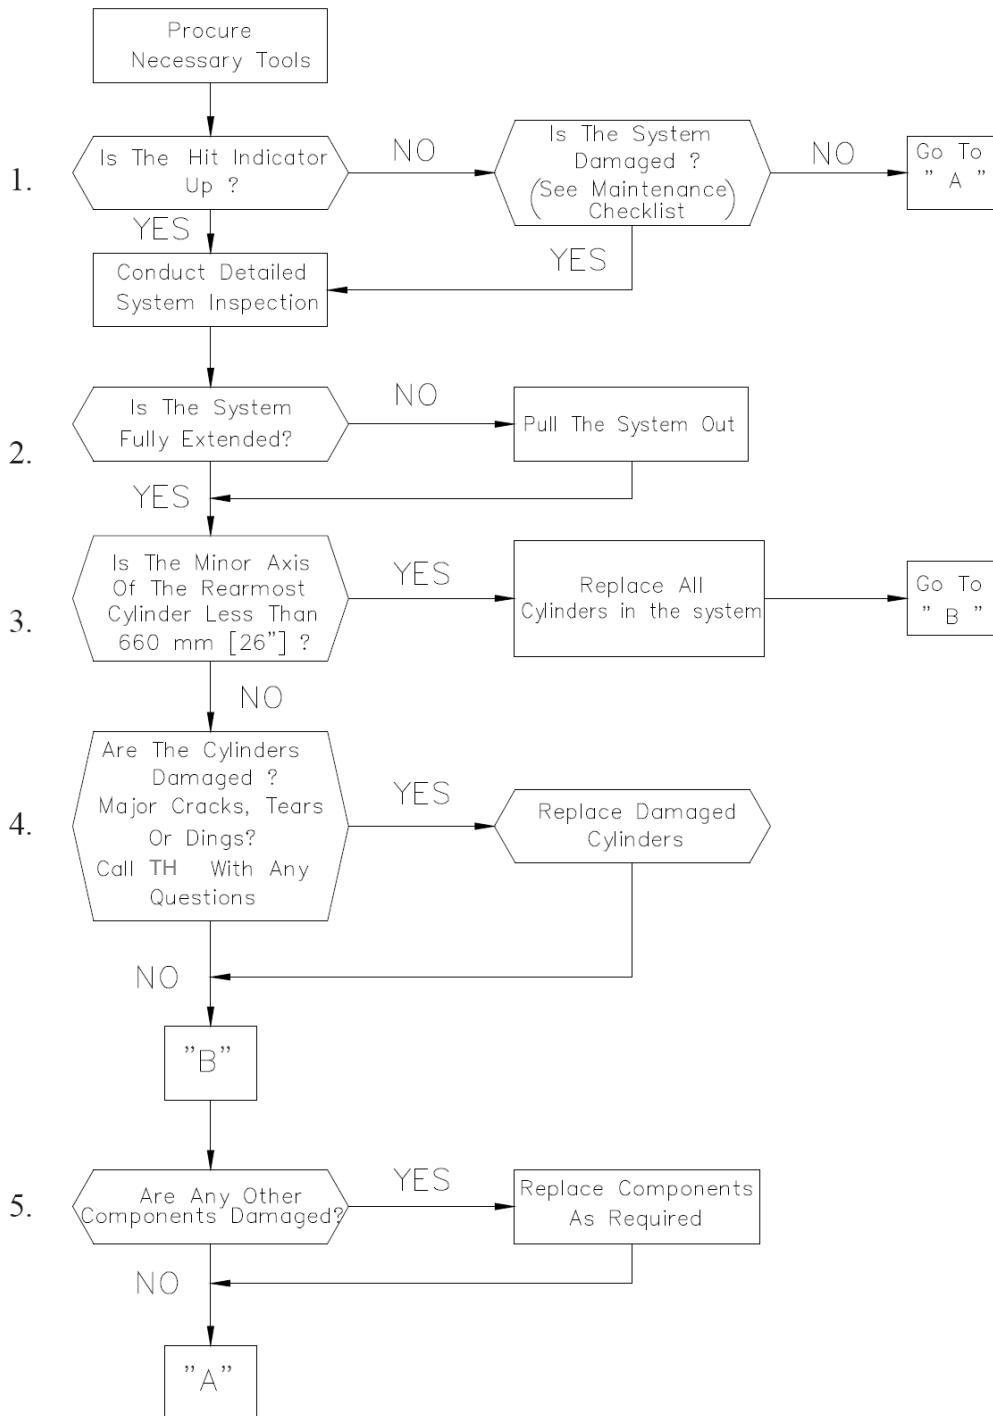 Procure
Necessary Tools
1.
Is The Hit Indicator
Up ?
NO
Is The System
Damaged ?
(See Maintenance)
Checklist
NO
Go To
" A "
YES
YES
Conduct Detailed
System Inspection
2.
Is The System
Fully Extended?
NO
Pull The System Out
YES
3.
Is The Minor Axis
Of The Rearmost
Cylinder Less Than
660 mm [26"] ?
YES
Replace All
Cylinders in the system
Go To
" B "
NO
4.
Are The Cylinders
Damaged ?
Major Cracks, Tears
Or Dings?
Call TH With Any
Questions
YES
Replace Damaged
Cylinders
NO
"B"
5.
Are Any Other
Components Damaged?
YES
Replace Components
As Required
NO
"A"